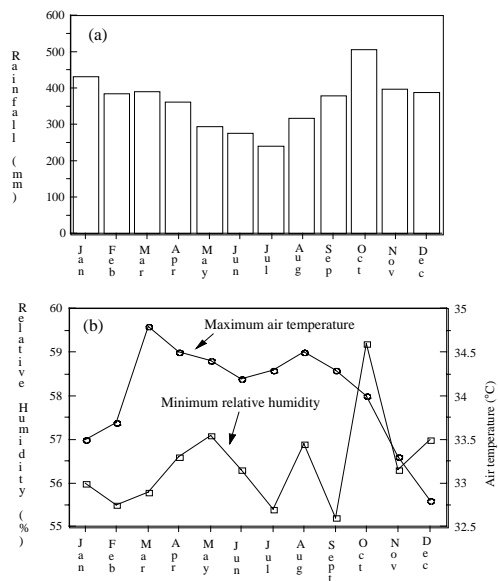 (a)
Rainfall (mm)
600
500
400
300
200
100
0
Jan Feb Mar Apr May Jun Jul Aug Sep Oct Nov Dec
(b)
Relative Humidity (%)
60
59
58
57
56
55
Maximum air temperature
Minimum relative humidity
35
34.5
34
33.5
33
32.5
Air temperature (°C)
Jan Feb Mar Apr May Jun Jul Aug Sept Oct Nov Dec